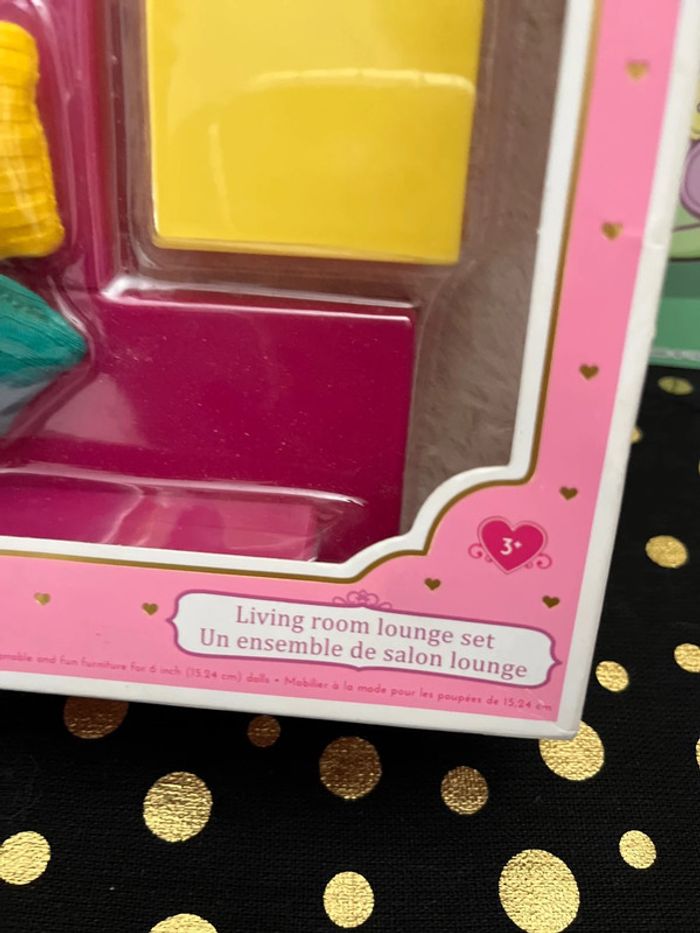 3+
Living room lounge set
Un ensemble de salon lounge
and fun furniture for 6 inch (15.24 cm) dolls • Mobilier à la mode pour les poupées de 15,24 cm